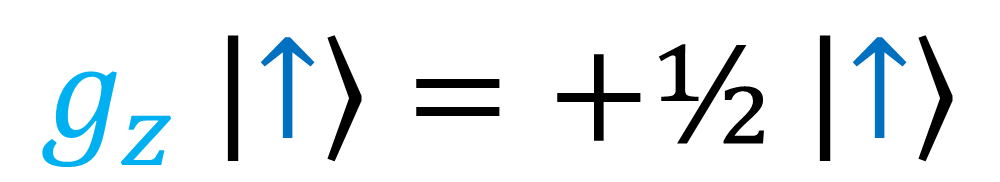 g_z |↑⟩ = +½ |↑⟩